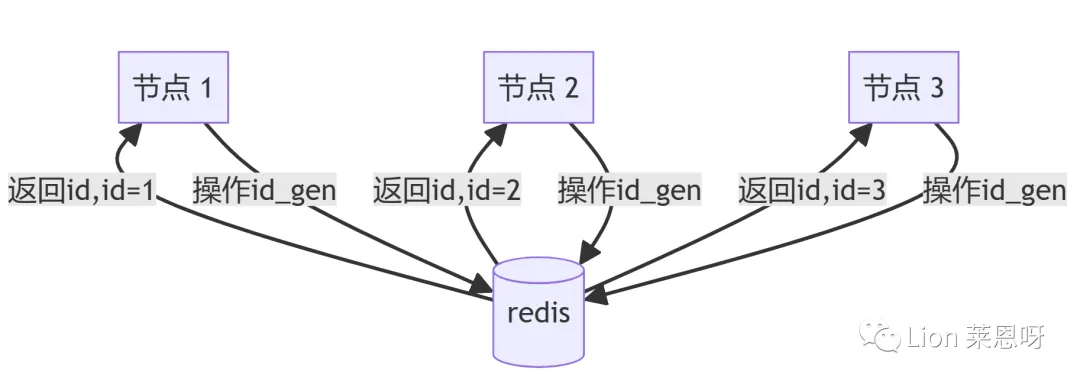 节点 1
节点 2
节点 3
返回id,id=1
操作id_gen
返回id,id=2
操作id_gen
返回id,id=3
操作id_gen
redis
Lion 莱恩呀